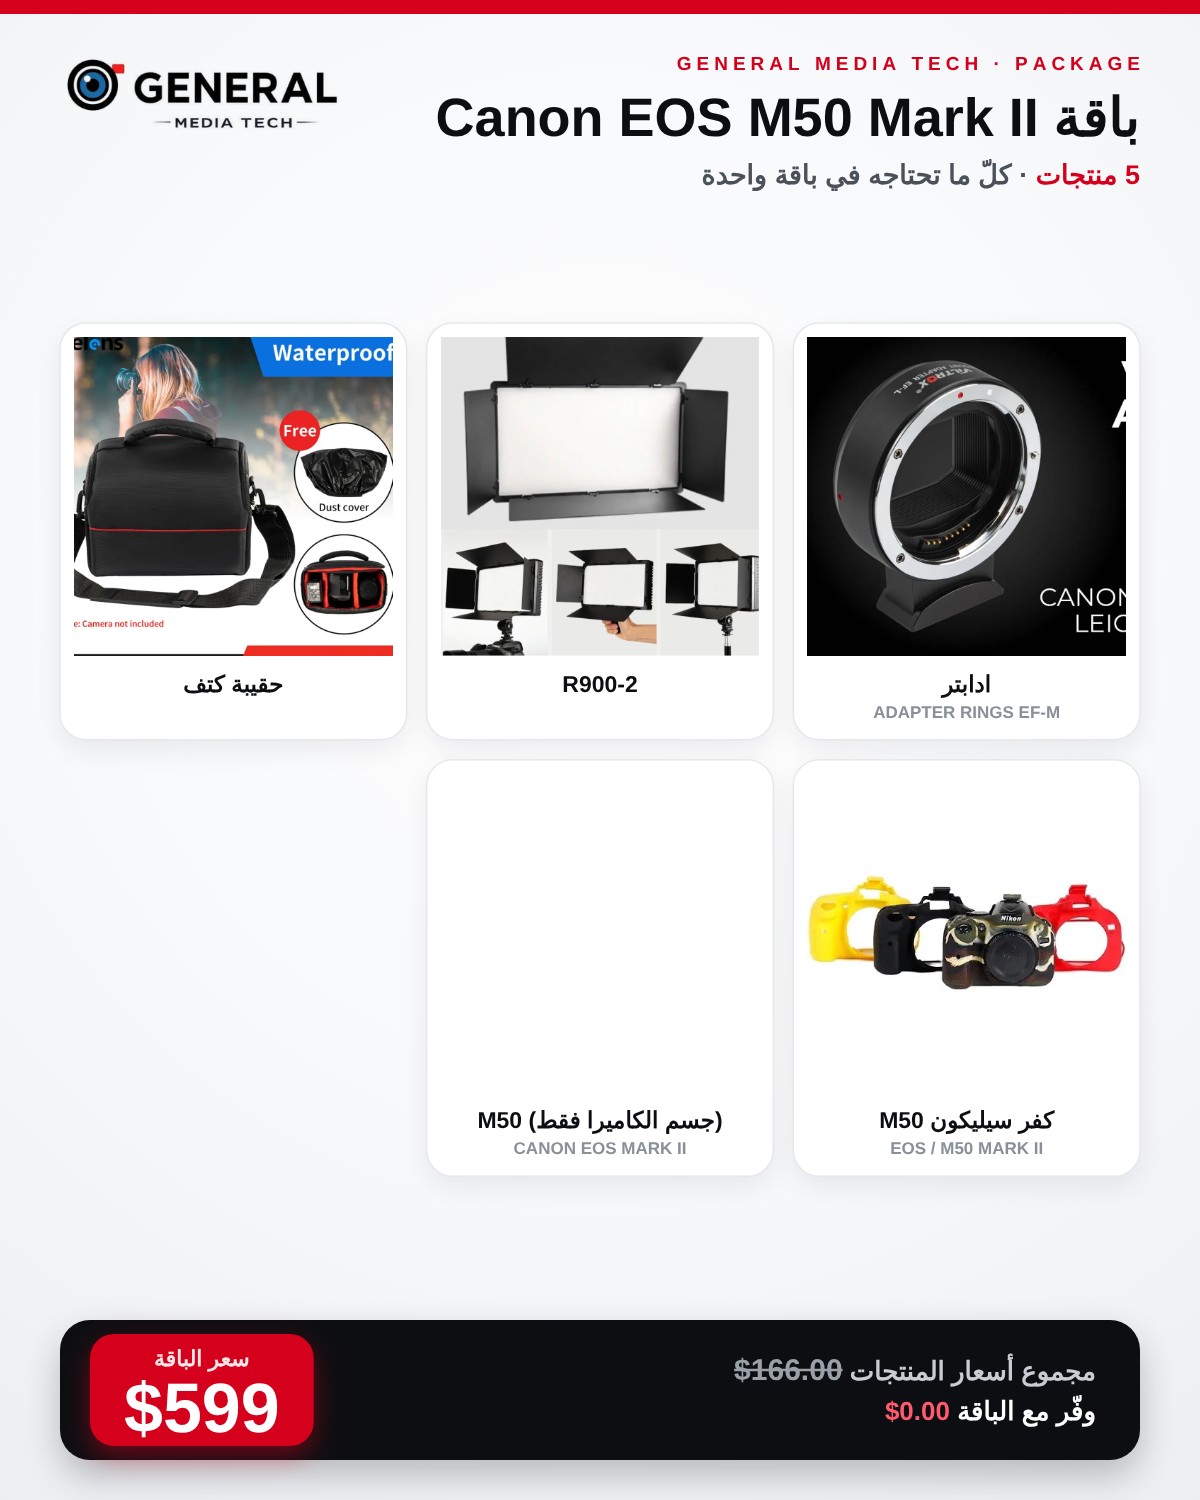 GENERAL MEDIA TECH · PACKAGE
GENERAL
MEDIA TECH
باقة Canon EOS M50 Mark II
5 منتجات · كلّ ما تحتاجه في باقة واحدة
VILTROX
CANON
LEIC
ادابتر
ADAPTER RINGS EF-M
R900-2
Waterproof
Free
Dust cover
e: Camera not included
حقيبة كتف
Nikon
كفر سيليكون M50
EOS / M50 MARK II
M50 (جسم الكاميرا فقط)
CANON EOS MARK II
مجموع أسعار المنتجات $166.00
وفّر مع الباقة $0.00
سعر الباقة
$599